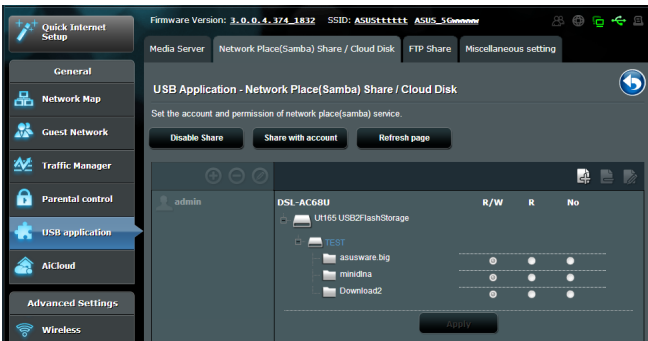 Firmware Version: 3.0.0.4.374_1832 SSID: ASUStttttt ASUS_5Gmmmmw
Quick Internet
Setup
Media Server Network Place(Samba) Share / Cloud Disk FTP Share Miscellaneous setting
General
USB Application - Network Place(Samba) Share / Cloud Disk
Network Map
Set the account and permission of network place(samba) service.
Guest Network
Disable Share Share with account Refresh page
Traffic Manager
Parental control
admin DSL-AC68U R/W R No
Ut165 USB2FlashStorage
USB application
TEST
asusware.big
AiCloud
minidlna
Download2
Advanced Settings
Apply
Wireless